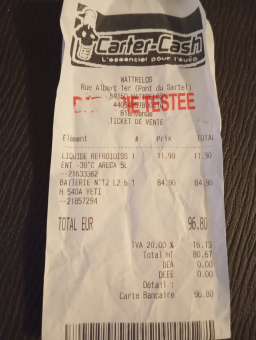 Carter-Cash
L'essentiel pour l'auto
WATTRELOS
Rue Albert 1er (Pont du Sartel)
Bienvenue
TICKET DE VENTE
Elément # Prix TOTAL
LIQUIDE REFROIDISS 1 11,90 11,90
ENT -38°C ARECA 5L
--21633362
BATTERIE N°12 L2 6 1 84,90 84,90
H 540A YETI
--21857294
TOTAL EUR 96.80
TVA 20.00 % 16.13
Total HT 80.67
DEA 0.00
DEEE 0.00
Detail :
Carte Bancaire 96.80